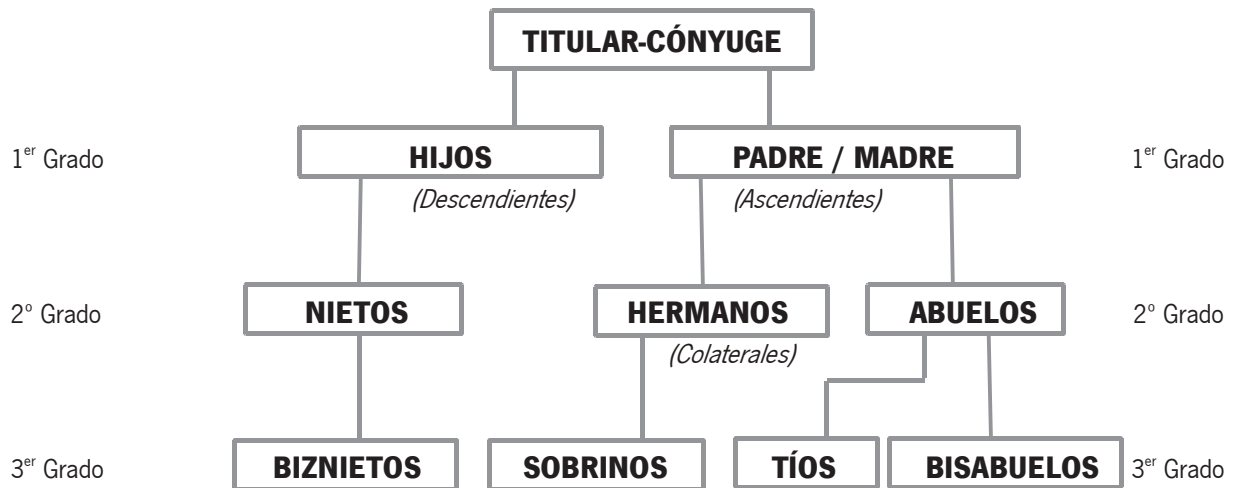 TITULAR-CÓNYUGE
1er Grado HIJOS PADRE / MADRE 1er Grado
(Descendientes) (Ascendientes)
2º Grado NIETOS HERMANOS ABUELOS 2º Grado
(Colaterales)
3er Grado BIZNIETOS SOBRINOS TÍOS BISABUELOS 3er Grado